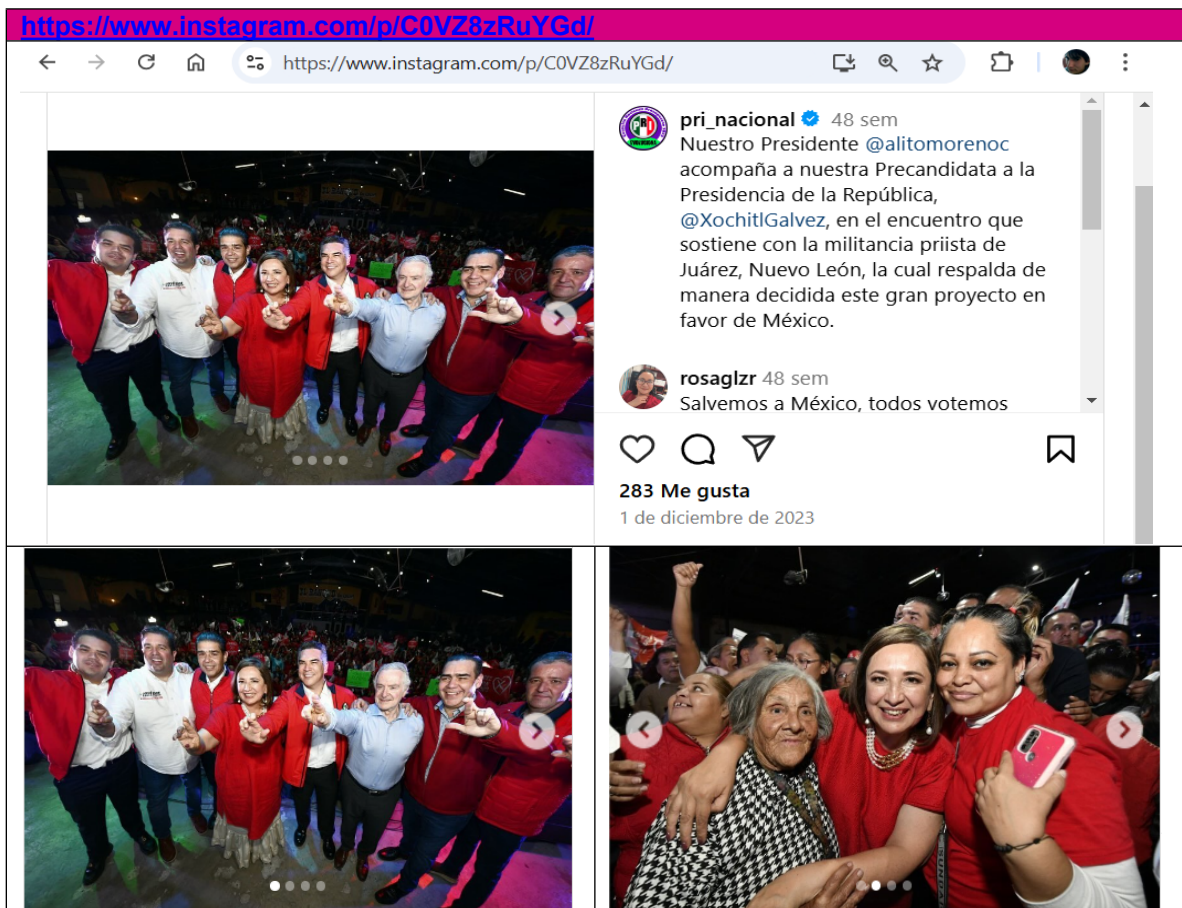 https://www.instagram.com/p/C0VZ8zRuYGd/
https://www.instagram.com/p/C0VZ8zRuYGd/
pri_nacional 48 sem
Nuestro Presidente @alitomorenoc
acompaña a nuestra Precandidata a la
Presidencia de la República,
@XochitlGalvez, en el encuentro que
sostiene con la militancia priista de
Juárez, Nuevo León, la cual respalda de
manera decidida este gran proyecto en
favor de México.
rosaglzr 48 sem
Salvemos a México, todos votemos
283 Me gusta
1 de diciembre de 2023